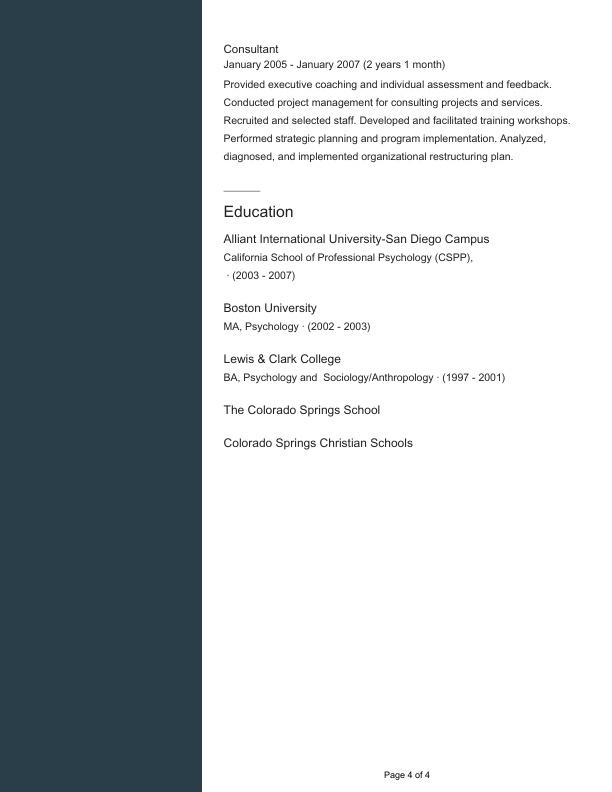 Consultant
January 2005 - January 2007 (2 years 1 month)
Provided executive coaching and individual assessment and feedback.
Conducted project management for consulting projects and services.
Recruited and selected staff. Developed and facilitated training workshops.
Performed strategic planning and program implementation. Analyzed,
diagnosed, and implemented organizational restructuring plan.
Education
Alliant International University-San Diego Campus
California School of Professional Psychology (CSPP),
· (2003 - 2007)
Boston University
MA, Psychology · (2002 - 2003)
Lewis & Clark College
BA, Psychology and  Sociology/Anthropology · (1997 - 2001)
The Colorado Springs School
Colorado Springs Christian Schools
Page 4 of 4